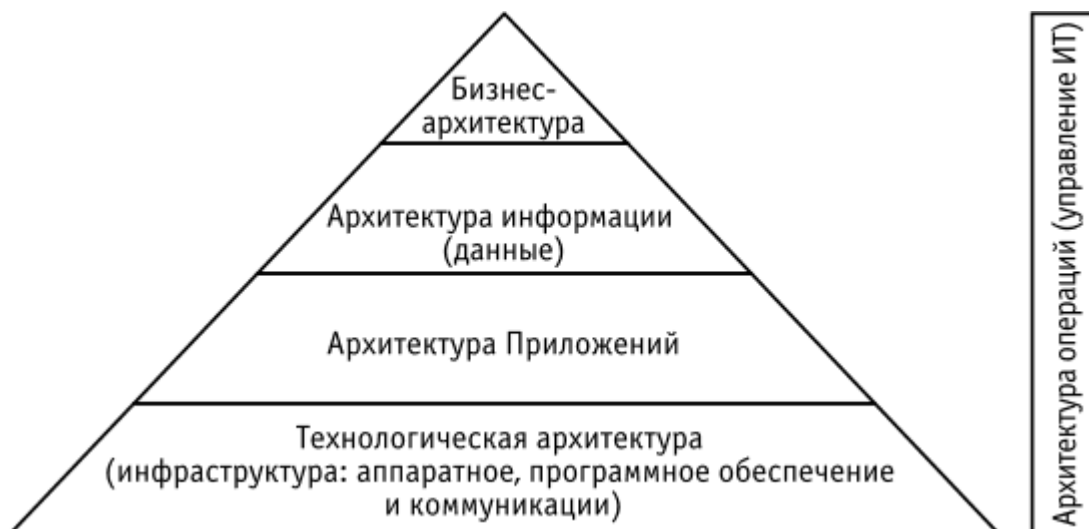 Бизнес-
архитектура
Архитектура информации
(данные)
Архитектура Приложений
Технологическая архитектура
(инфраструктура: аппаратное, программное обеспечение
и коммуникации)
Архитектура операций (управление ИТ)